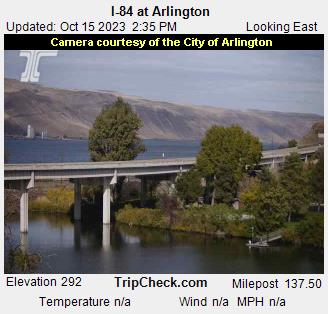 I-84 at Arlington
Updated: Oct 15 2023 2:35 PM Looking East
Camera courtesy of the City of Arlington
Elevation 292 TripCheck.com Milepost 137.50
Temperature n/a Wind n/a MPH n/a